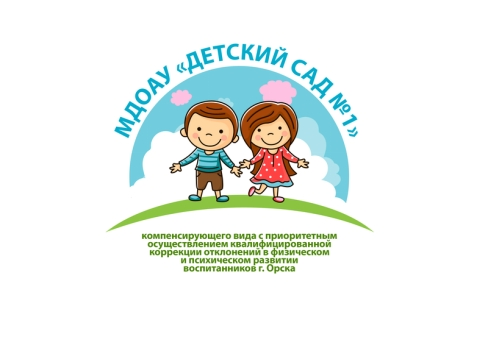 МДОАУ «ДЕТСКИЙ САД №1»
компенсирующего вида с приоритетным
осуществлением квалифицированной
коррекции отклонений в физическом
и психическом развитии
воспитанников г. Орска